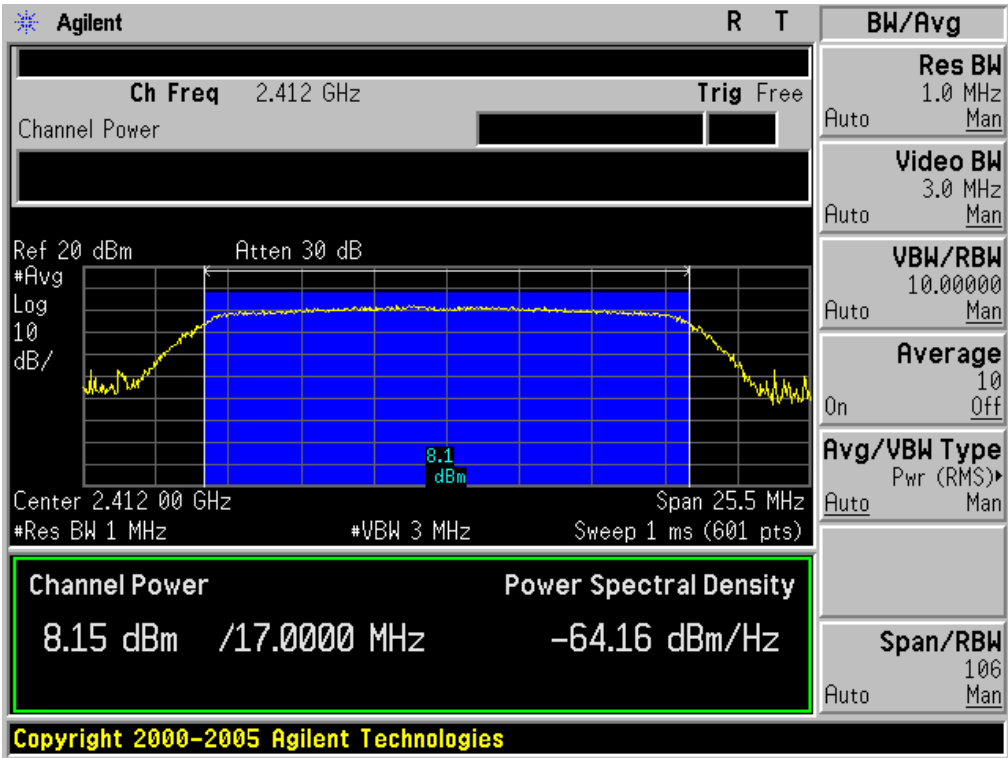 Agilent R T
BW/Avg
Ch Freq 2.412 GHz Trig Free
Channel Power
Ref 20 dBm Atten 30 dB
#Avg
Log
10
dB/
8.1
dBm
Center 2.412 00 GHz Span 25.5 MHz
#Res BW 1 MHz #VBW 3 MHz Sweep 1 ms (601 pts)
Channel Power Power Spectral Density
8.15 dBm /17.0000 MHz -64.16 dBm/Hz
Copyright 2000-2005 Agilent Technologies
Res BW
1.0 MHz
Auto Man
Video BW
3.0 MHz
Auto Man
VBW/RBW
10.00000
Auto Man
Average
10
On Off
Avg/VBW Type
Pwr (RMS)▸
Auto Man
Span/RBW
106
Auto Man